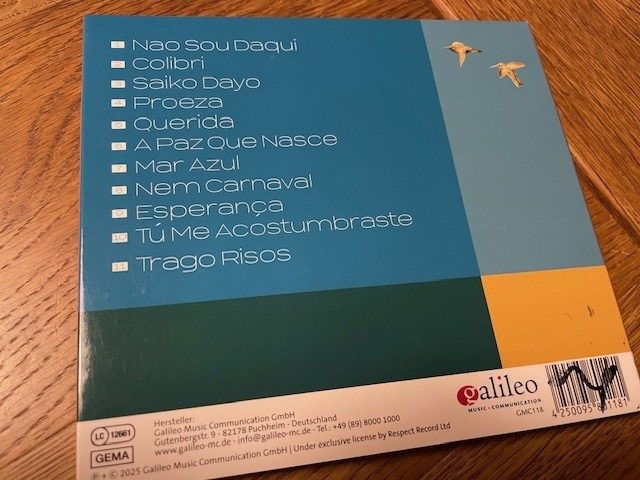 1 Nao Sou Daqui
2 Colibri
3 Saiko Dayo
4 Proeza
5 Querida
6 A Paz Que Nasce
7 Mar Azul
8 Nem Carnaval
9 Esperança
10 Tú Me Acostumbraste
11 Trago Risos
galileo
MUSIC • COMMUNICATION
GMC118
LC 12661
GEMA
Hersteller:
Galileo Music Communication GmbH
Gutenbergstr. 9 - 82178 Puchheim - Deutschland
www.galileo-mc.de - info@galileo-mc.de - Tel.: +49 (89) 8000 1000
℗ + © 2025 Galileo Music Communication GmbH | Under exclusive license by Respect Record Ltd